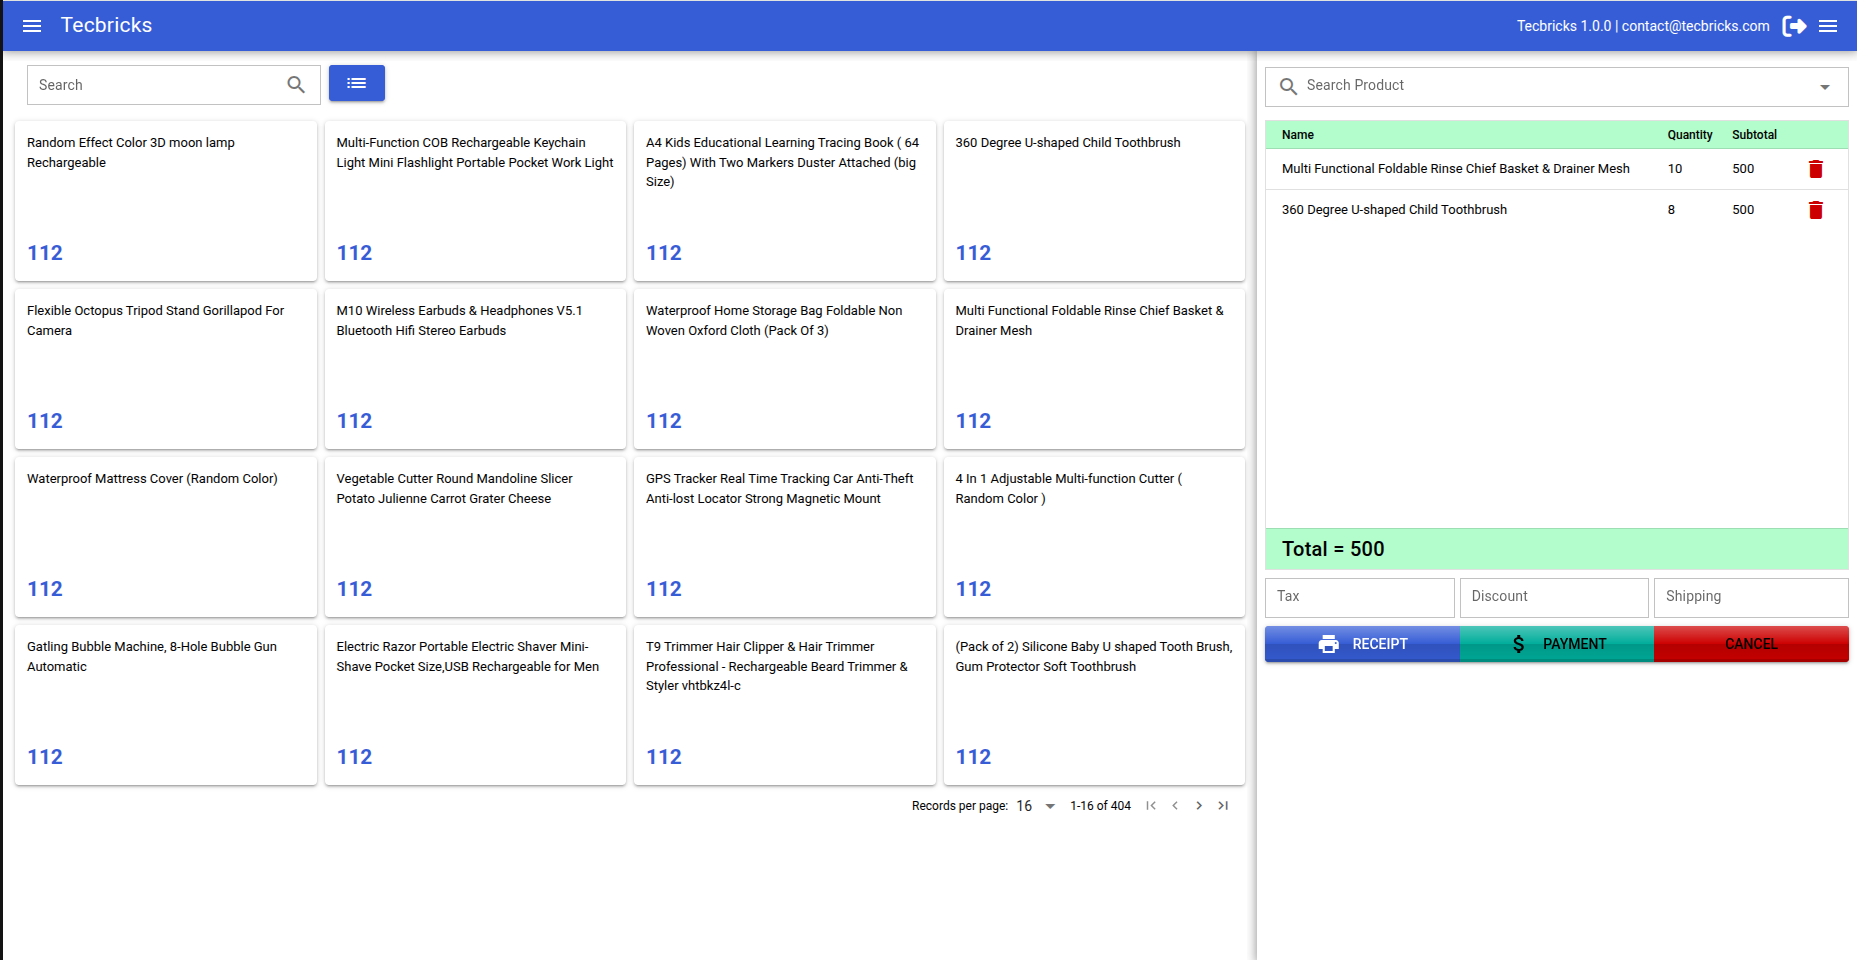 Tecbricks
Tecbricks 1.0.0 | contact@tecbricks.com
Search
Random Effect Color 3D moon lamp
Rechargeable
112
Multi-Function COB Rechargeable Keychain
Light Mini Flashlight Portable Pocket Work Light
112
A4 Kids Educational Learning Tracing Book ( 64
Pages) With Two Markers Duster Attached (big
Size)
112
360 Degree U-shaped Child Toothbrush
112
Flexible Octopus Tripod Stand Gorillapod For
Camera
112
M10 Wireless Earbuds & Headphones V5.1
Bluetooth Hifi Stereo Earbuds
112
Waterproof Home Storage Bag Foldable Non
Woven Oxford Cloth (Pack Of 3)
112
Multi Functional Foldable Rinse Chief Basket &
Drainer Mesh
112
Waterproof Mattress Cover (Random Color)
112
Vegetable Cutter Round Mandoline Slicer
Potato Julienne Carrot Grater Cheese
112
GPS Tracker Real Time Tracking Car Anti-Theft
Anti-lost Locator Strong Magnetic Mount
112
4 In 1 Adjustable Multi-function Cutter (
Random Color )
112
Gatling Bubble Machine, 8-Hole Bubble Gun
Automatic
112
Electric Razor Portable Electric Shaver Mini-
Shave Pocket Size,USB Rechargeable for Men
112
T9 Trimmer Hair Clipper & Hair Trimmer
Professional - Rechargeable Beard Trimmer &
Styler vhtbkz4l-c
112
(Pack of 2) Silicone Baby U shaped Tooth Brush,
Gum Protector Soft Toothbrush
112
Records per page: 16 1-16 of 404
Search Product
Name Quantity Subtotal
Multi Functional Foldable Rinse Chief Basket & Drainer Mesh 10 500
360 Degree U-shaped Child Toothbrush 8 500
Total = 500
Tax Discount Shipping
RECEIPT PAYMENT CANCEL